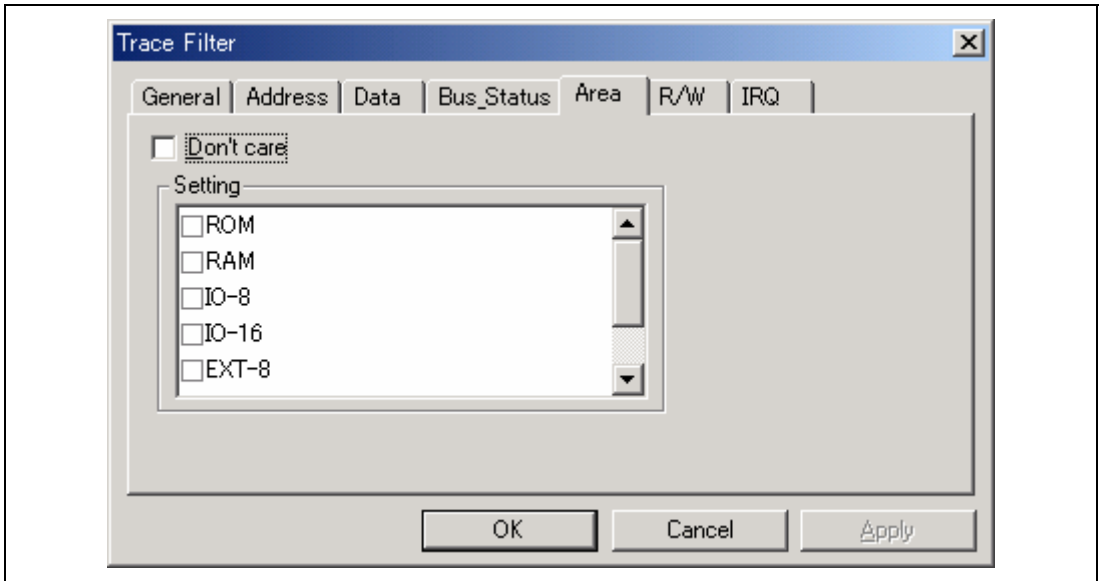 Trace Filter
General Address Data Bus_Status Area R/W IRQ
Don't care
Setting
ROM
RAM
IO-8
IO-16
EXT-8
OK Cancel Apply